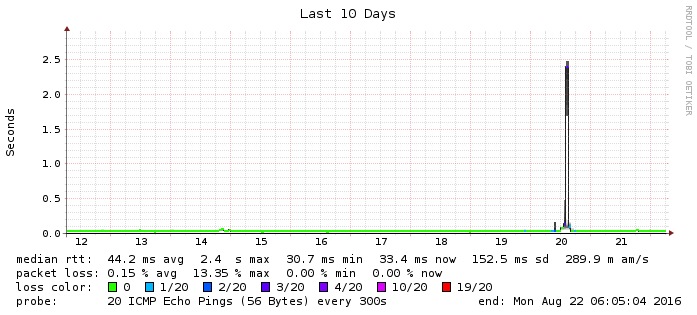 Last 10 Days
RRDTOOL / TOBI OETIKER
Seconds
2.5
2.0
1.5
1.0
0.5
0.0
12 13 14 15 16 17 18 19 20 21
median rtt: 44.2 ms avg 2.4 s max 30.7 ms min 33.4 ms now 152.5 ms sd 289.9 m am/s
packet loss: 0.15 % avg 13.35 % max 0.00 % min 0.00 % now
loss color: 0 1/20 2/20 3/20 4/20 10/20 19/20
probe: 20 ICMP Echo Pings (56 Bytes) every 300s end: Mon Aug 22 06:05:04 2016